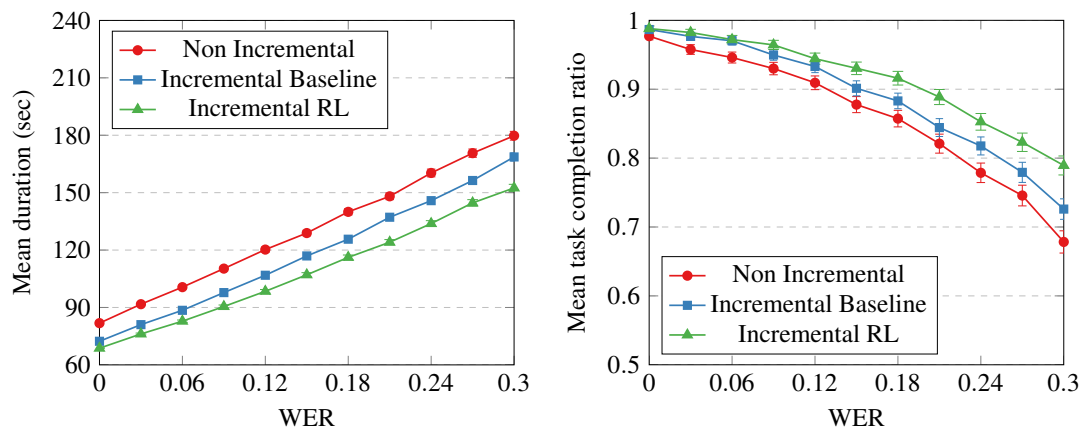 240
210
180
150
120
90
60
Mean duration (sec)
Non Incremental
Incremental Baseline
Incremental RL
0 0.06 0.12 0.18 0.24 0.3
WER
1
0.9
0.8
0.7
0.6
0.5
Mean task completion ratio
Non Incremental
Incremental Baseline
Incremental RL
0 0.06 0.12 0.18 0.24 0.3
WER